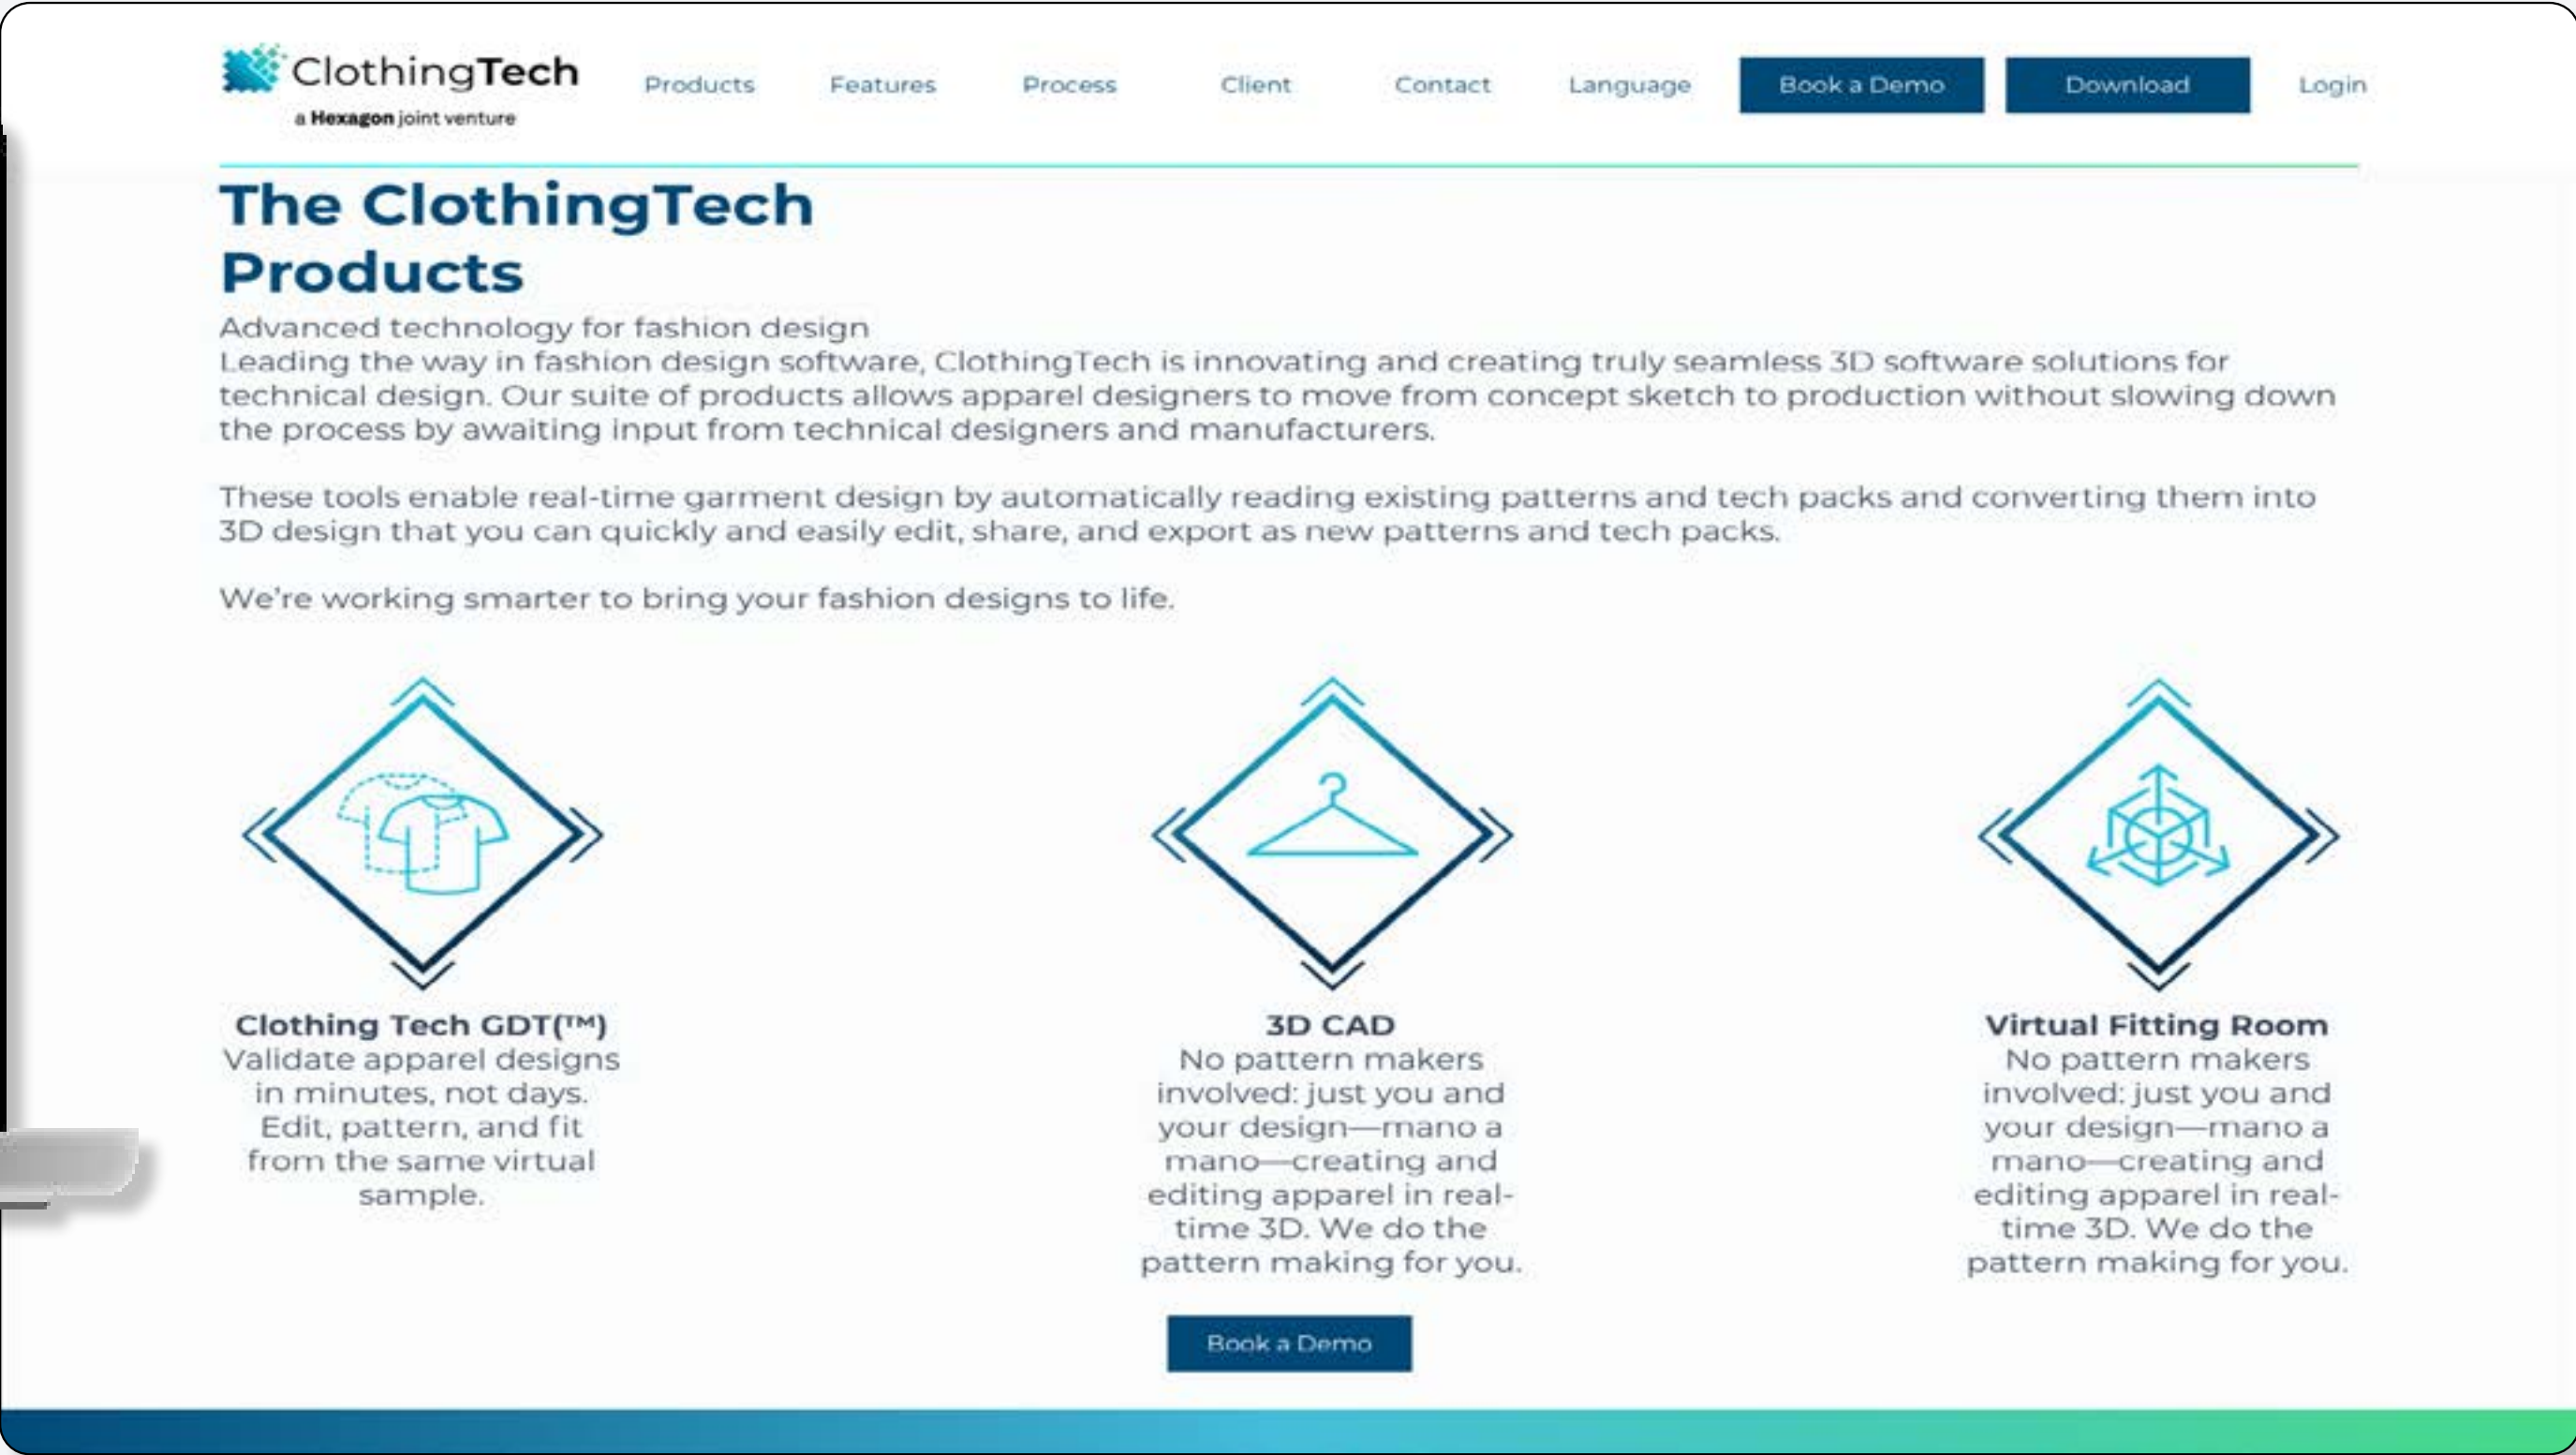 ClothingTech
a Hexagon joint venture
Products
Features
Process
Client
Contact
Language
Book a Demo
Download
Login
The ClothingTech
Products
Advanced technology for fashion design
Leading the way in fashion design software, ClothingTech is innovating and creating truly seamless 3D software solutions for
technical design. Our suite of products allows apparel designers to move from concept sketch to production without slowing down
the process by awaiting input from technical designers and manufacturers.
These tools enable real-time garment design by automatically reading existing patterns and tech packs and converting them into
3D design that you can quickly and easily edit, share, and export as new patterns and tech packs.
We're working smarter to bring your fashion designs to life.
Clothing Tech GDT(™)
Validate apparel designs
in minutes, not days.
Edit, pattern, and fit
from the same virtual
sample.
3D CAD
No pattern makers
involved: just you and
your design—mano a
mano—creating and
editing apparel in real-
time 3D. We do the
pattern making for you.
Virtual Fitting Room
No pattern makers
involved: just you and
your design—mano a
mano—creating and
editing apparel in real-
time 3D. We do the
pattern making for you.
Book a Demo